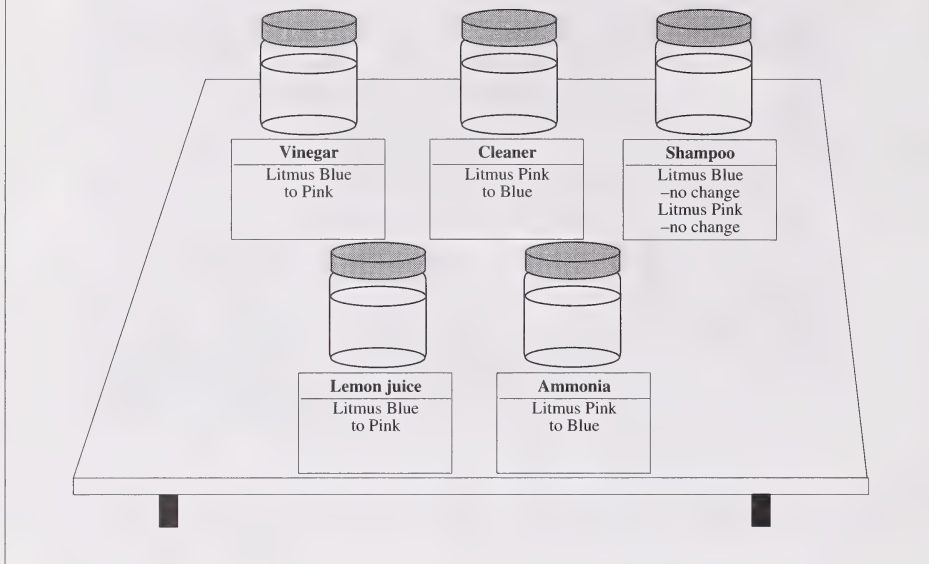 Vinegar
Litmus Blue
to Pink
Cleaner
Litmus Pink
to Blue
Shampoo
Litmus Blue
–no change
Litmus Pink
–no change
Lemon juice
Litmus Blue
to Pink
Ammonia
Litmus Pink
to Blue